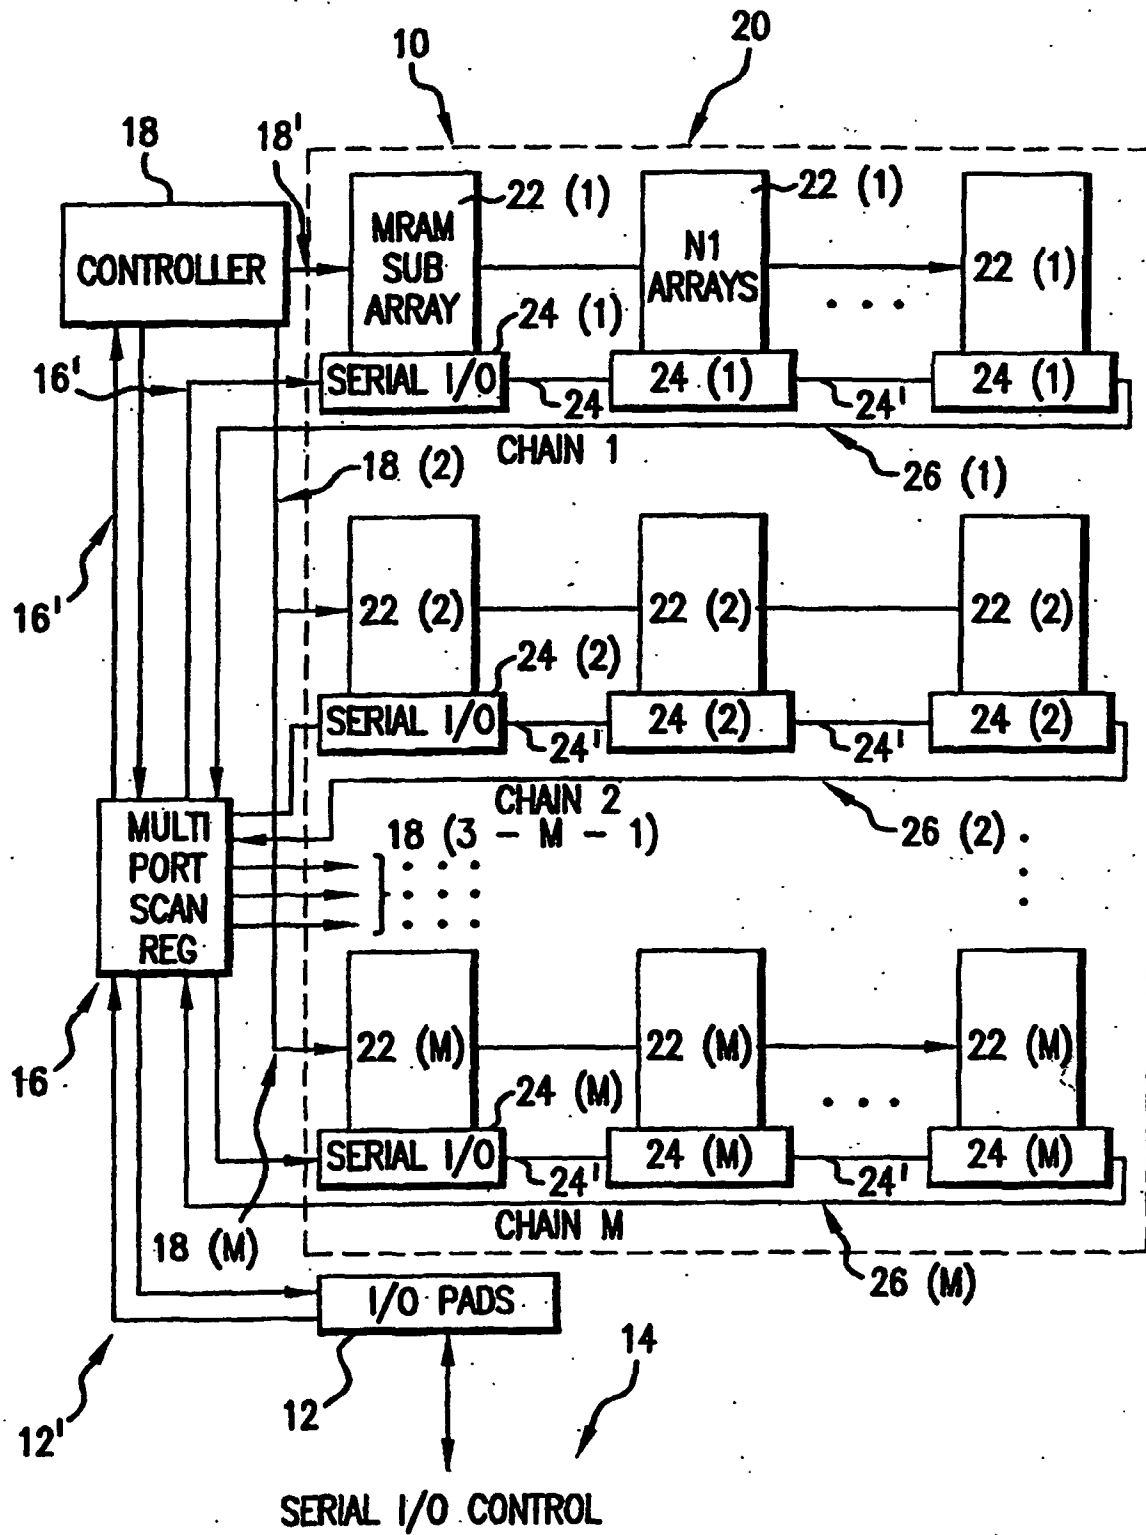 10
20
18
18'
CONTROLLER
MRAM
SUB
ARRAY
22 (1)
N1
ARRAYS
22 (1)
22 (1)
16'
SERIAL I/O
24 (1)
24
24 (1)
24'
24 (1)
CHAIN 1
26 (1)
18 (2)
16'
22 (2)
22 (2)
22 (2)
24 (2)
SERIAL I/O
24'
24 (2)
24'
24 (2)
CHAIN 2
26 (2)
18 (3 - M - 1)
MULTI
PORT
SCAN
REG
16
22 (M)
22 (M)
22 (M)
24 (M)
SERIAL I/O
24'
24 (M)
24'
24 (M)
CHAIN M
18 (M)
26 (M)
I/O PADS
12
14
12'
SERIAL I/O CONTROL